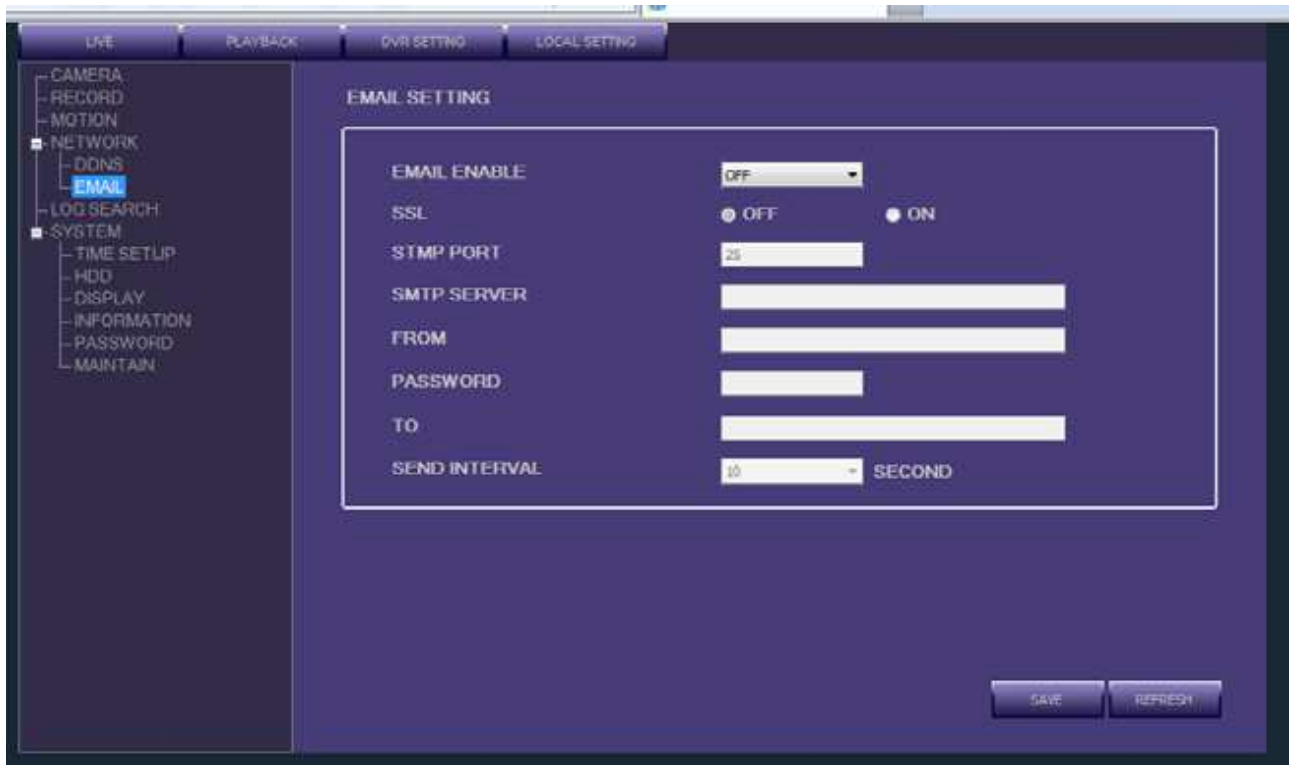 LIVE PLAYBACK DVR SETTING LOCAL SETTING
CAMERA
RECORD
MOTION
NETWORK
DDNS
EMAIL
LOG SEARCH
SYSTEM
TIME SETUP
HDD
DISPLAY
INFORMATION
PASSWORD
MAINTAIN
EMAIL SETTING
EMAIL ENABLE OFF
SSL OFF ON
STMP PORT 25
SMTP SERVER
FROM
PASSWORD
TO
SEND INTERVAL 10 SECOND
SAVE REFRESH